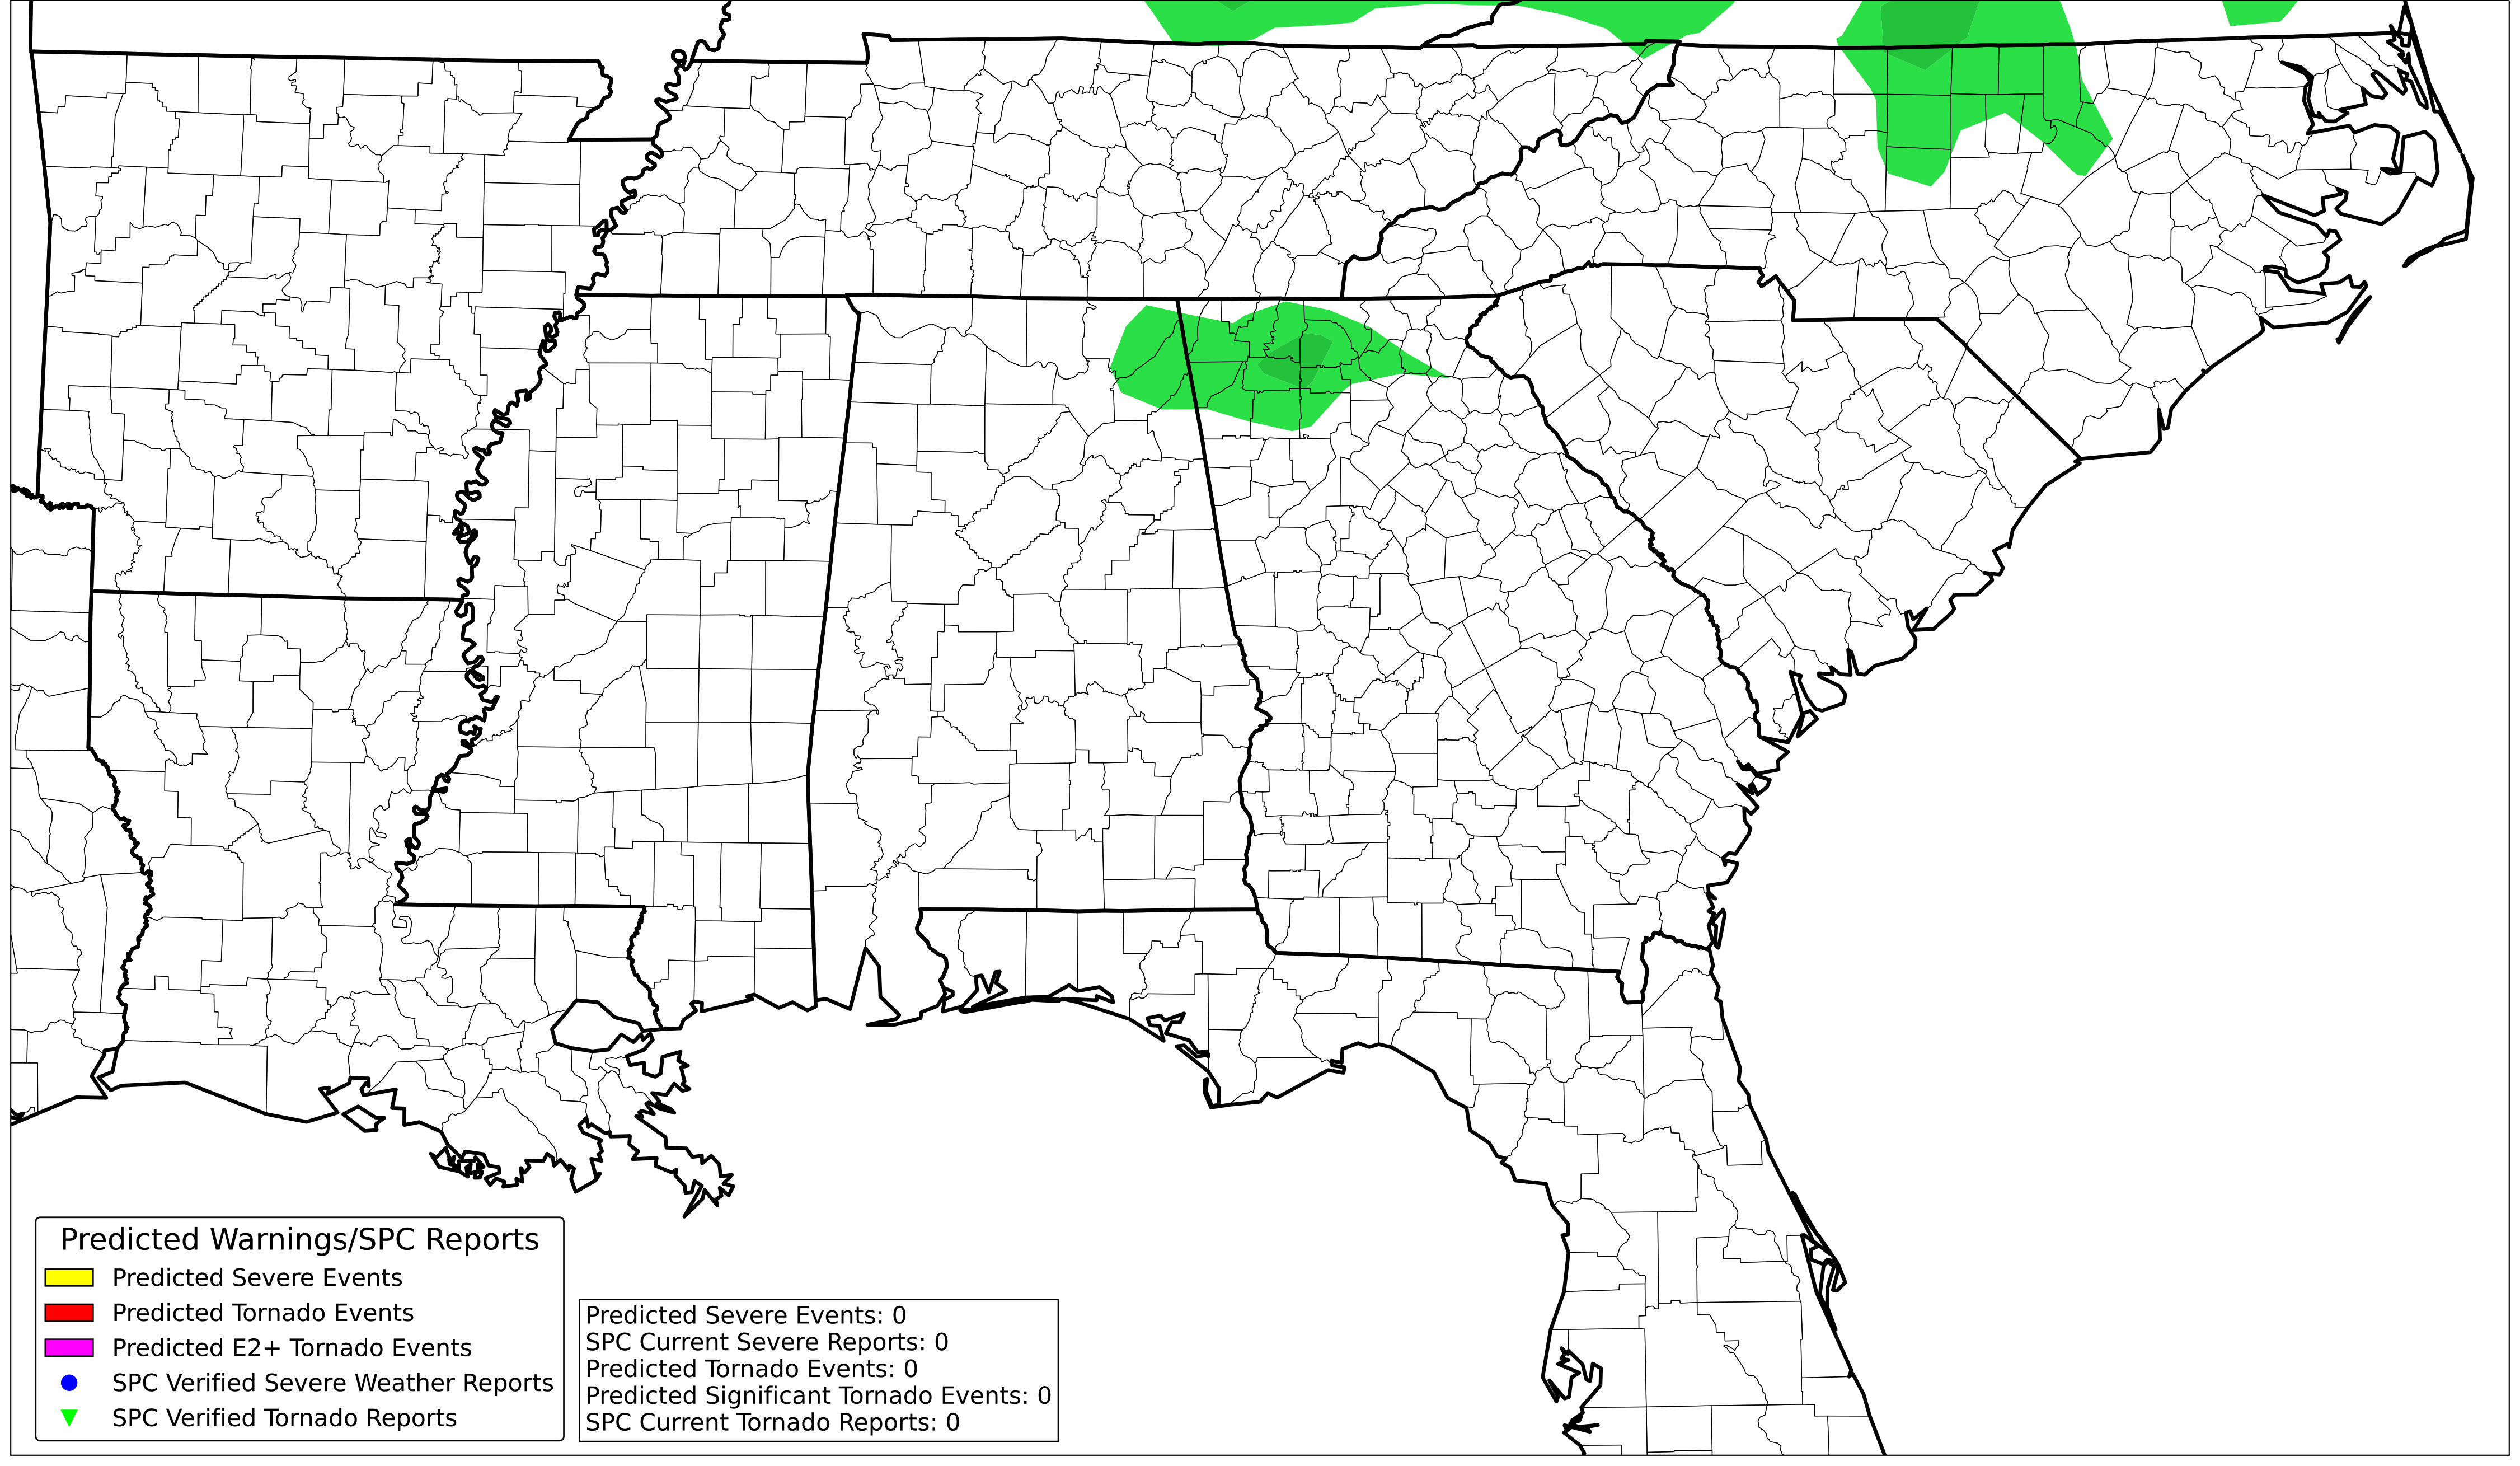 Predicted Warnings/SPC Reports
Predicted Severe Events
Predicted Tornado Events
Predicted E2+ Tornado Events
SPC Verified Severe Weather Reports
SPC Verified Tornado Reports
Predicted Severe Events: 0
SPC Current Severe Reports: 0
Predicted Tornado Events: 0
Predicted Significant Tornado Events: 0
SPC Current Tornado Reports: 0